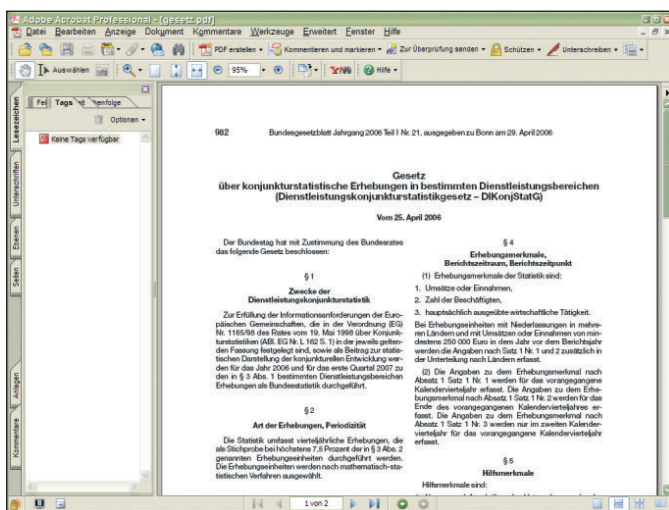 Adobe Acrobat Professional - [gesetz.pdf]
Datei Bearbeiten Anzeige Dokument Kommentare Werkzeuge Erweitert Fenster Hilfe
PDF erstellen Kommentieren und markieren Zur Überprüfung senden Schützen Unterschreiben
Auswählen 95% Hilfe
Tags
Optionen
Keine Tags verfügbar
Lesezeichen
Unterschriften
Ebenen
Seiten
Anlagen
Kommentare
982 Bundesgesetzblatt Jahrgang 2006 Teil I Nr. 21, ausgegeben zu Bonn am 29. April 2006
Gesetz
über konjunkturstatistische Erhebungen in bestimmten Dienstleistungsbereichen
(Dienstleistungskonjunkturstatistikgesetz – DlKonjStatG)
Vom 25. April 2006
Der Bundestag hat mit Zustimmung des Bundesrates
das folgende Gesetz beschlossen:
§ 1
Zwecke der
Dienstleistungskonjunkturstatistik
Zur Erfüllung der Informationsanforderungen der Euro-
päischen Gemeinschaften, die in der Verordnung (EG)
Nr. 1165/98 des Rates vom 19. Mai 1998 über Konjunk-
turstatistiken (ABl. EG Nr. L 162 S. 1) in der jeweils gelten-
den Fassung festgelegt sind, sowie als Beitrag zur statis-
tischen Darstellung der konjunkturellen Entwicklung wer-
den für das Jahr 2006 und für das erste Quartal 2007 zu
den in § 3 Abs. 1 bestimmten Dienstleistungsbereichen
Erhebungen als Bundesstatistik durchgeführt.
§ 2
Art der Erhebungen, Periodizität
Die Statistik umfasst vierteljährliche Erhebungen, die
als Stichprobe bei höchstens 7,5 Prozent der in § 3 Abs. 2
genannten Erhebungseinheiten durchgeführt werden.
Die Erhebungseinheiten werden nach mathematisch-sta-
tistischen Verfahren ausgewählt.
§ 4
Erhebungsmerkmale,
Berichtszeitraum, Berichtszeitpunkt
(1) Erhebungsmerkmale der Statistik sind:
1. Umsätze oder Einnahmen,
2. Zahl der Beschäftigten,
3. hauptsächlich ausgeübte wirtschaftliche Tätigkeit.
Bei Erhebungseinheiten mit Niederlassungen in mehre-
ren Ländern und mit Umsätzen oder Einnahmen von min-
destens 250 000 Euro in dem Jahr vor dem Berichtsjahr
werden die Angaben nach Satz 1 Nr. 1 und 2 zusätzlich in
der Unterteilung nach Ländern erfasst.
(2) Die Angaben zu dem Erhebungsmerkmal nach
Absatz 1 Satz 1 Nr. 1 werden für das vorangegangene
Kalendervierteljahr erfasst. Die Angaben zu dem Erhe-
bungsmerkmal nach Absatz 1 Satz 1 Nr. 2 werden für das
Ende des vorangegangenen Kalendervierteljahres er-
fasst. Die Angaben zu dem Erhebungsmerkmal nach
Absatz 1 Satz 1 Nr. 3 werden nur im zweiten Kalender-
vierteljahr für das vorangegangene Kalendervierteljahr
erfasst.
§ 5
Hilfsmerkmale
Hilfsmerkmale sind:
1 von 2